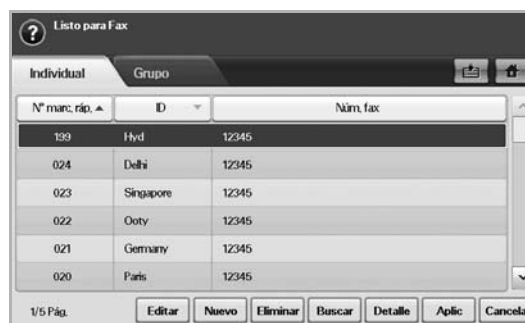 Listo para Fax
Individual Grupo
Nº marc. ráp. ID Núm. fax
199 Hyd 12345
024 Delhi 12345
023 Singapore 12345
022 Ooty 12345
021 Germany 12345
020 Paris 12345
1/5 Pág. Editar Nuevo Eliminar Buscar Detalle Aplic Cancela